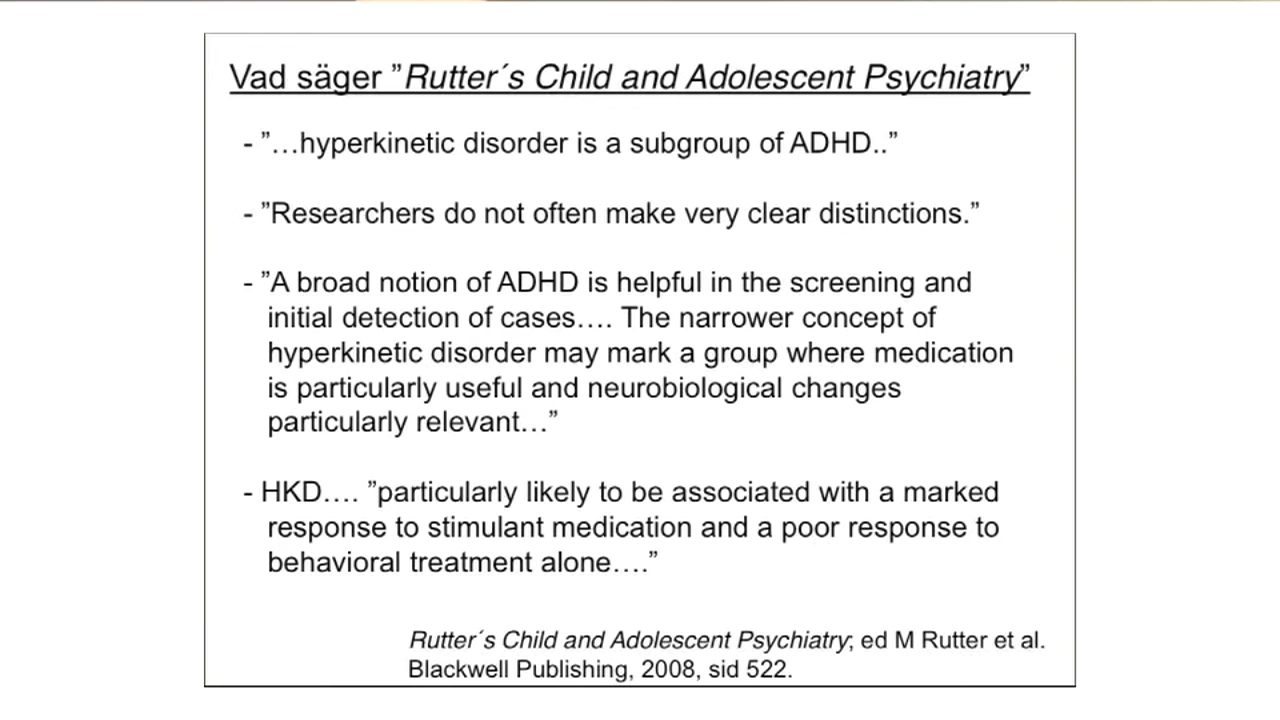 Vad säger ”Rutter´s Child and Adolescent Psychiatry”
- ”…hyperkinetic disorder is a subgroup of ADHD..”
- ”Researchers do not often make very clear distinctions.”
- ”A broad notion of ADHD is helpful in the screening and
initial detection of cases…. The narrower concept of
hyperkinetic disorder may mark a group where medication
is particularly useful and neurobiological changes
particularly relevant…”
- HKD…. ”particularly likely to be associated with a marked
response to stimulant medication and a poor response to
behavioral treatment alone….”
Rutter´s Child and Adolescent Psychiatry; ed M Rutter et al.
Blackwell Publishing, 2008, sid 522.